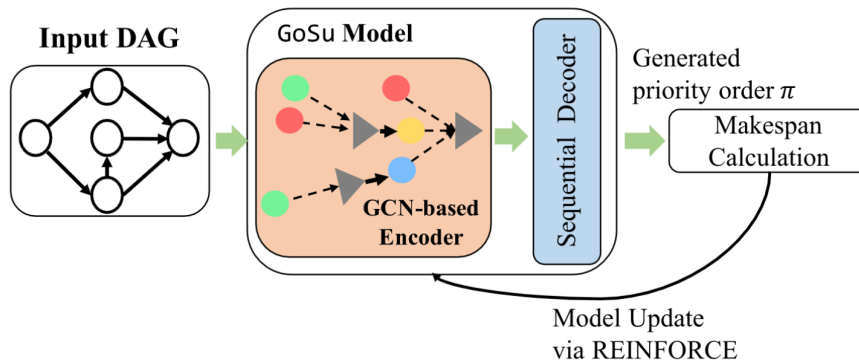 Input DAG
GoSu Model
GCN-based
Encoder
Sequential Decoder
Generated
priority order π
Makespan
Calculation
Model Update
via REINFORCE